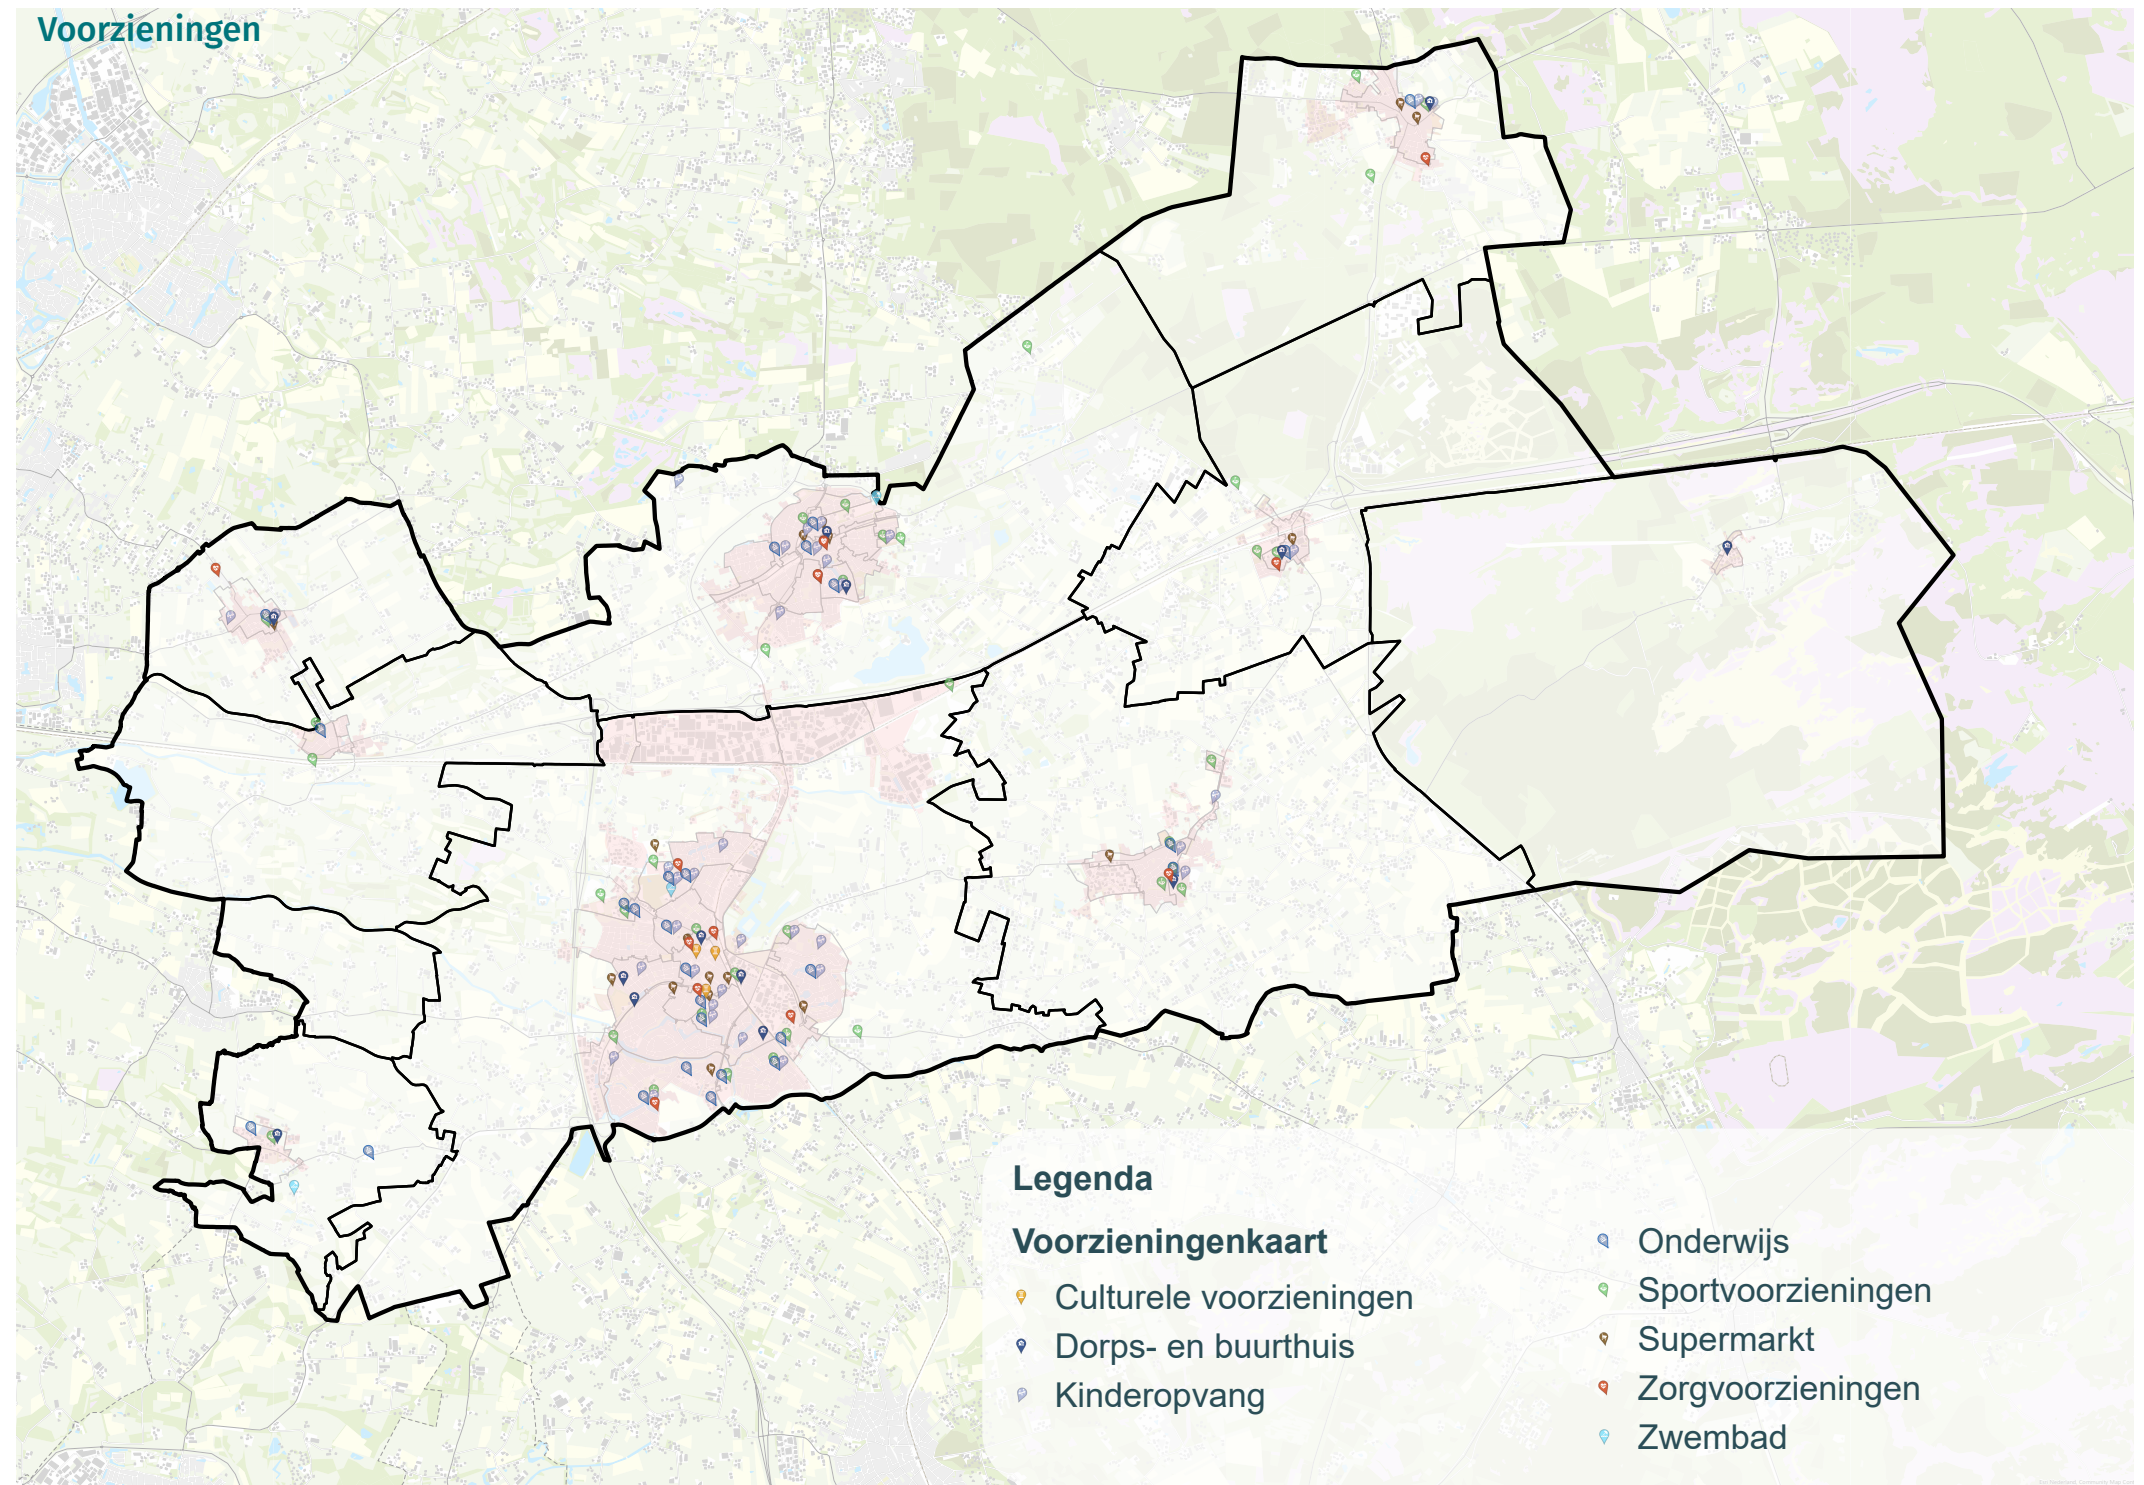 Voorzieningen
Legenda
Voorzieningenkaart
Culturele voorzieningen
Dorps- en buurthuis
Kinderopvang
Onderwijs
Sportvoorzieningen
Supermarkt
Zorgvoorzieningen
Zwembad